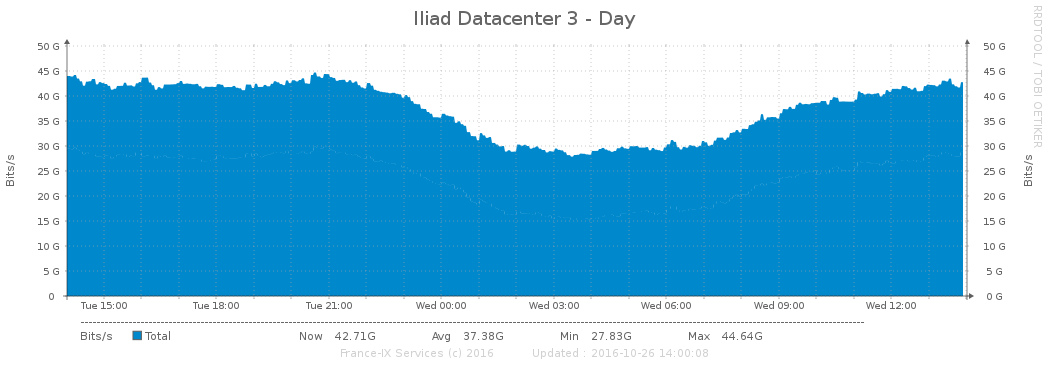 Iliad Datacenter 3 - Day
RRDTOOL / TOBI OETIKER
Bits/s
50 G
45 G
40 G
35 G
30 G
25 G
20 G
15 G
10 G
5 G
0
50 G
45 G
40 G
35 G
30 G
25 G
20 G
15 G
10 G
5 G
0 G
Bits/s
Tue 15:00 Tue 18:00 Tue 21:00 Wed 00:00 Wed 03:00 Wed 06:00 Wed 09:00 Wed 12:00
Bits/s Total Now 42.71G Avg 37.38G Min 27.83G Max 44.64G
France-IX Services (c) 2016 Updated : 2016-10-26 14:00:08